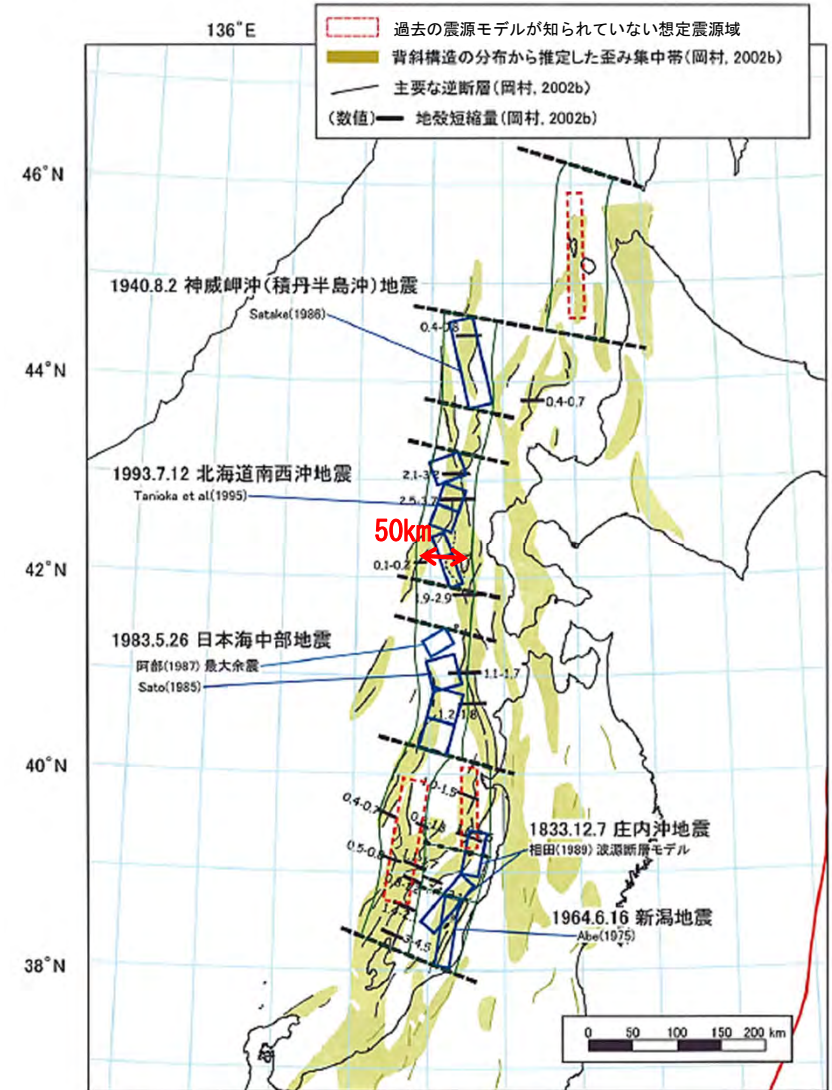 136°E
過去の震源モデルが知られていない想定震源域
背斜構造の分布から推定した歪み集中帯(岡村, 2002b)
主要な逆断層(岡村, 2002b)
(数値) 地殻短縮量(岡村, 2002b)
46°N
1940.8.2 神威岬沖(積丹半島沖)地震
Satake(1986)
0.4-0.8
44°N
0.4-0.7
1993.7.12 北海道南西沖地震
Tanioka et al(1995)
50km
42°N
0.1-0.2
1.9-2.9
1983.5.26 日本海中部地震
阿部(1987) 最大余震
Sato(1985)
1.1-1.7
1.2-1.8
40°N
0.4-0.7
1833.12.7 庄内沖地震
相田(1989) 波源断層モデル
1964.6.16 新潟地震
Abe(1975)
38°N
0 50 100 150 200 km